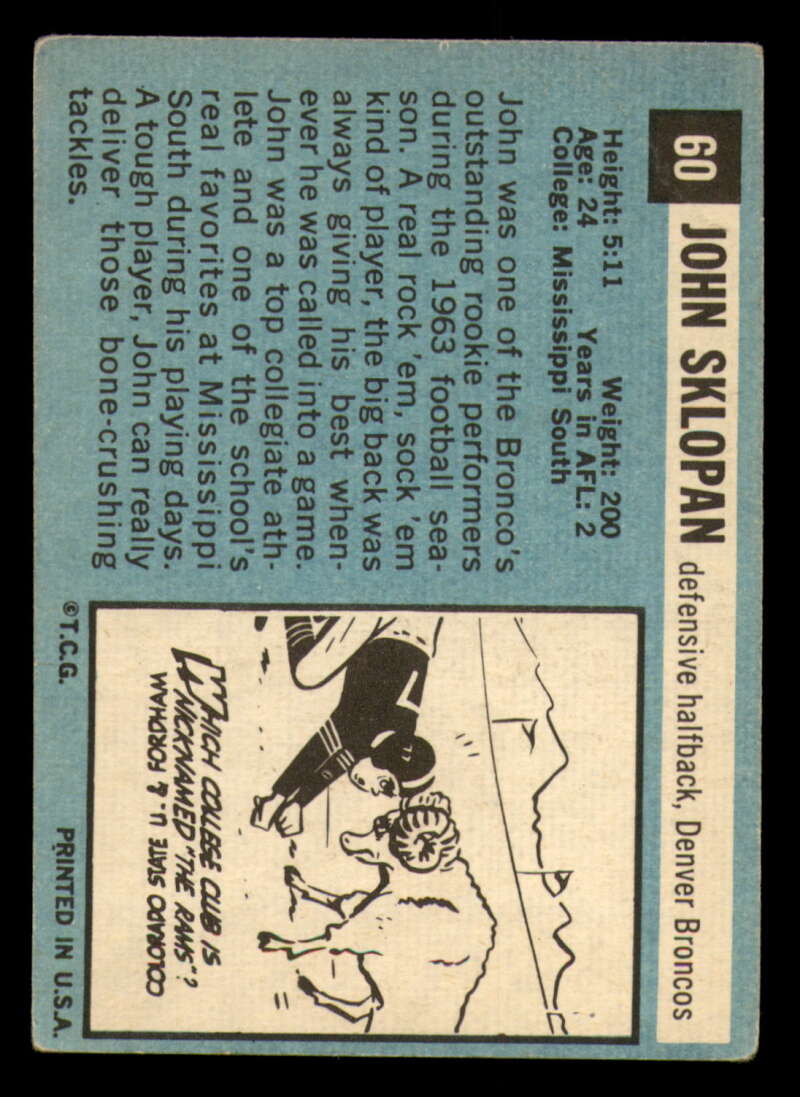 60 JOHN SKLOPAN defensive halfback, Denver Broncos
Height: 5:11 Weight: 200
Age: 24 Years in AFL: 2
College: Mississippi South
John was one of the Bronco's
outstanding rookie performers
during the 1963 football sea-
son. A real rock 'em, sock 'em
kind of player, the big back was
always giving his best when-
ever he was called into a game.
John was a top collegiate ath-
lete and one of the school's
real favorites at Mississippi
South during his playing days.
A tough player, John can really
deliver those bone-crushing
tackles.
WHICH COLLEGE CLUB IS
NICKNAMED "THE RAMS"?
COLORADO STATE U. & FORDHAM
©T.C.G. PRINTED IN U.S.A.